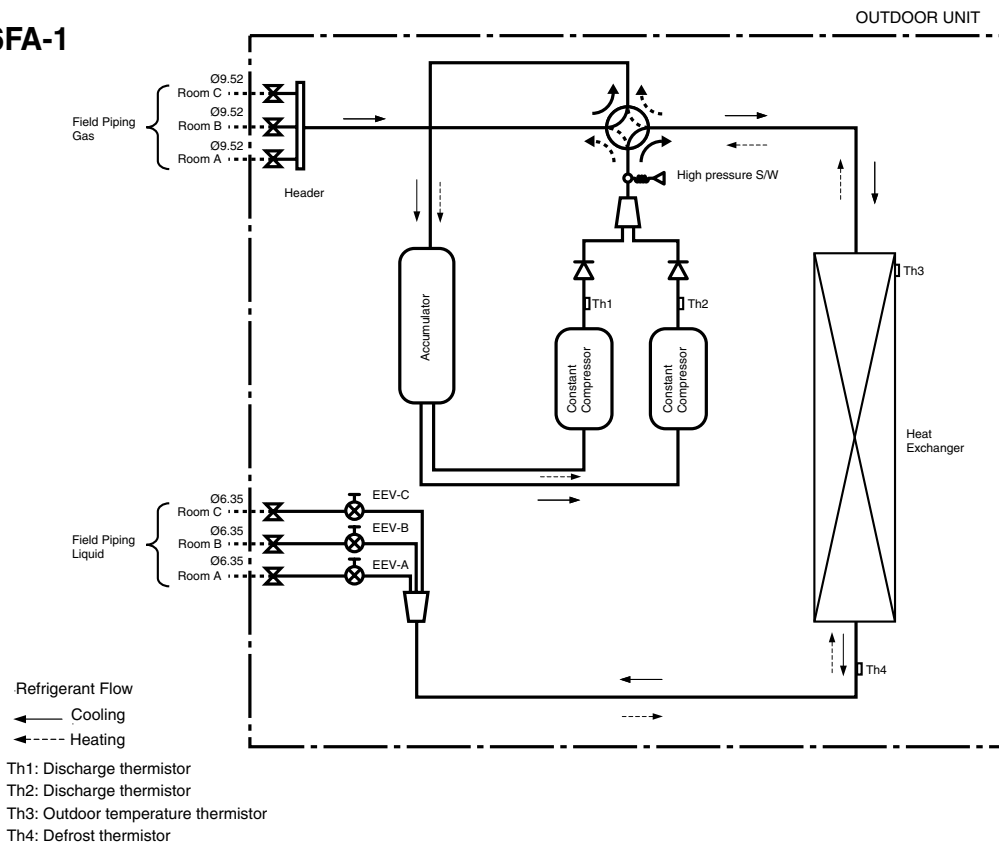 OUTDOOR UNIT
6FA-1
Ø9.52
Room C
Ø9.52
Room B
Ø9.52
Room A
Field Piping
Gas
Header
High pressure S/W
Th1
Th2
Th3
Accumulator
Constant
Compressor
Constant
Compressor
Heat
Exchanger
Ø6.35
Room C
Ø6.35
Room B
Ø6.35
Room A
Field Piping
Liquid
EEV-C
EEV-B
EEV-A
Th4
Refrigerant Flow
Cooling
Heating
Th1: Discharge thermistor
Th2: Discharge thermistor
Th3: Outdoor temperature thermistor
Th4: Defrost thermistor